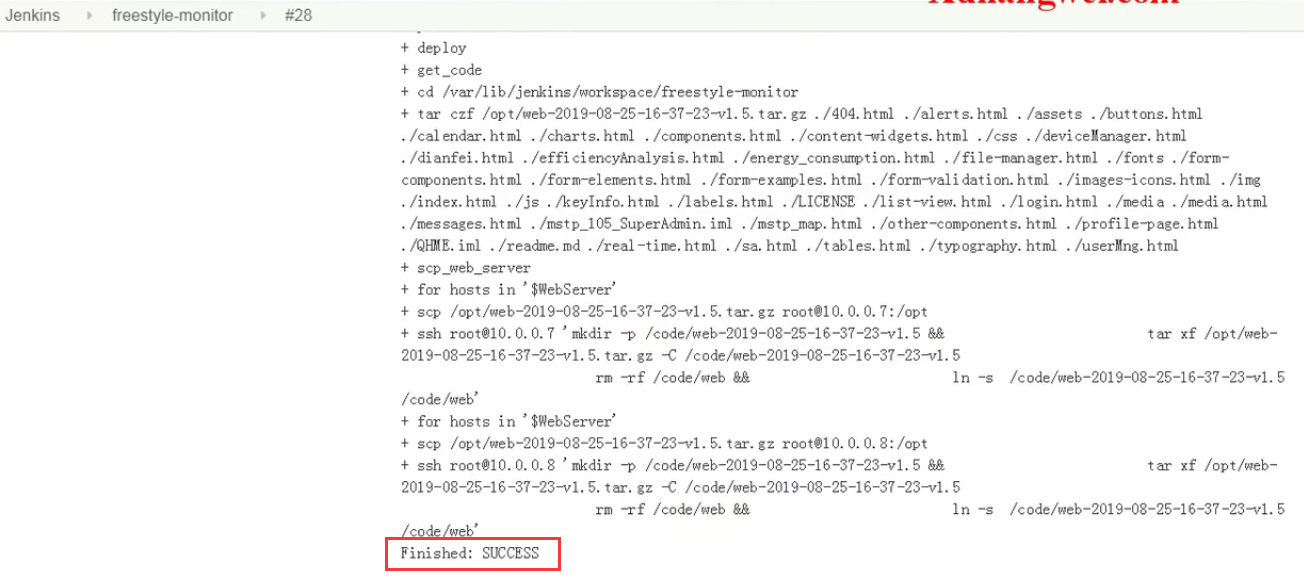 Jenkins freestyle-monitor #28
+ deploy
+ get_code
+ cd /var/lib/jenkins/workspace/freestyle-monitor
+ tar czf /opt/web-2019-08-25-16-37-23-v1.5.tar.gz ./404.html ./alerts.html ./assets ./buttons.html
./calendar.html ./charts.html ./components.html ./content-widgets.html ./css ./deviceManager.html
./dianfei.html ./efficiencyAnalysis.html ./energy_consumption.html ./file-manager.html ./fonts ./form-
components.html ./form-elements.html ./form-examples.html ./form-validation.html ./images-icons.html ./img
./index.html ./js ./keyInfo.html ./labels.html ./LICENSE ./list-view.html ./login.html ./media ./media.html
./messages.html ./mstp_105_SuperAdmin.iml ./mstp_map.html ./other-components.html ./profile-page.html
./QHME.iml ./readme.md ./real-time.html ./sa.html ./tables.html ./typography.html ./userMng.html
+ scp_web_server
+ for hosts in '$WebServer'
+ scp /opt/web-2019-08-25-16-37-23-v1.5.tar.gz root@10.0.0.7:/opt
+ ssh root@10.0.0.7 'mkdir -p /code/web-2019-08-25-16-37-23-v1.5 && tar xf /opt/web-
2019-08-25-16-37-23-v1.5.tar.gz -C /code/web-2019-08-25-16-37-23-v1.5
rm -rf /code/web && ln -s /code/web-2019-08-25-16-37-23-v1.5
/code/web'
+ for hosts in '$WebServer'
+ scp /opt/web-2019-08-25-16-37-23-v1.5.tar.gz root@10.0.0.8:/opt
+ ssh root@10.0.0.8 'mkdir -p /code/web-2019-08-25-16-37-23-v1.5 && tar xf /opt/web-
2019-08-25-16-37-23-v1.5.tar.gz -C /code/web-2019-08-25-16-37-23-v1.5
rm -rf /code/web && ln -s /code/web-2019-08-25-16-37-23-v1.5
/code/web'
Finished: SUCCESS